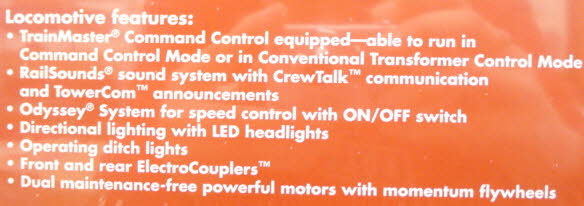 Locomotive features:
• TrainMaster® Command Control equipped—able to run in
Command Control Mode or in Conventional Transformer Control Mode
• RailSounds® sound system with CrewTalk™ communication
and TowerCom™ announcements
• Odyssey® System for speed control with ON/OFF switch
• Directional lighting with LED headlights
• Operating ditch lights
• Front and rear ElectroCouplers™
• Dual maintenance-free powerful motors with momentum flywheels